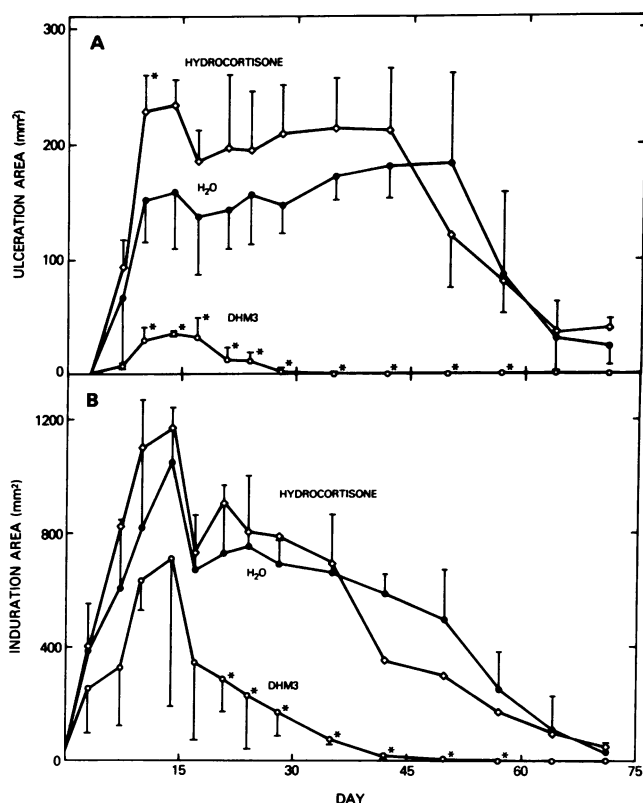 A
300
200
100
0
ULCERATION AREA (mm²)
HYDROCORTISONE
*
H₂O
DHM3
* * * * * * * * * * *
B
1200
800
400
0
INDURATION AREA (mm²)
HYDROCORTISONE
H₂O
DHM3
* * * * * * *
0 15 30 45 60 75
DAY